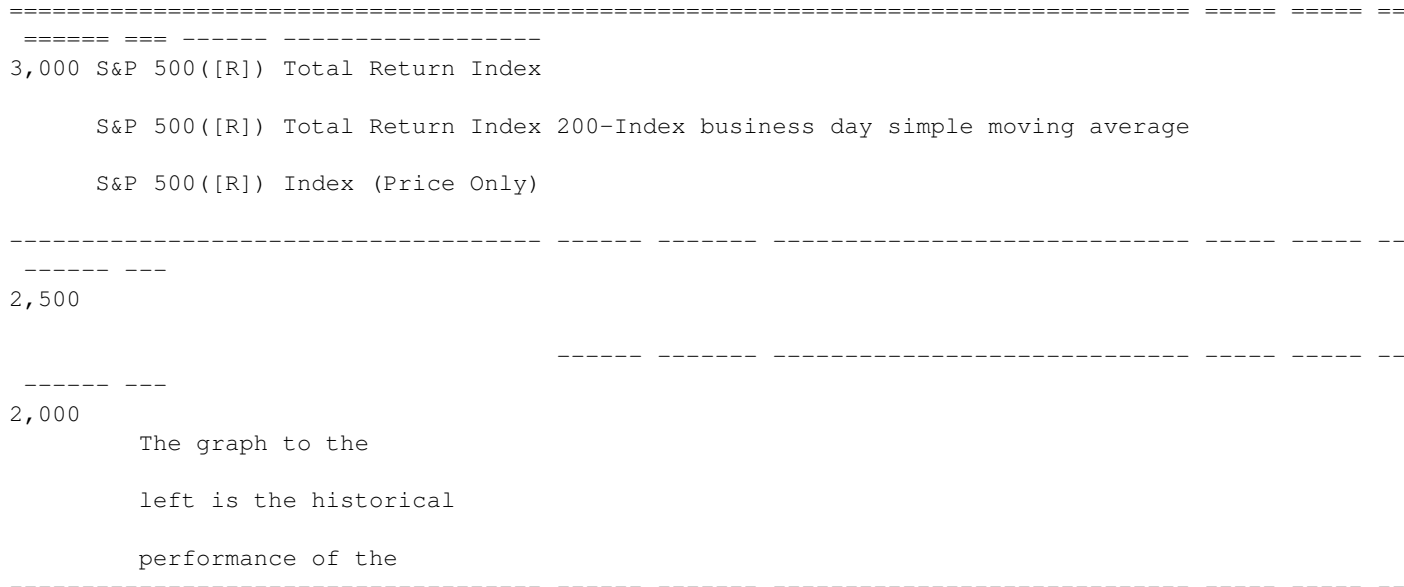 ================================================================================== ===== ===== ==
====== === ------ ------------------
3,000 S&P 500([R]) Total Return Index
S&P 500([R]) Total Return Index 200-Index business day simple moving average
S&P 500([R]) Index (Price Only)
------------------------------------- ------ ------- ----------------------------- ----- ----- --
------ ---
2,500
------ ------- ----------------------------- ----- ----- --
------ ---
2,000
The graph to the
left is the historical
performance of the
------------------------------------- ------ ------- ----------------------------- ----- ----- --